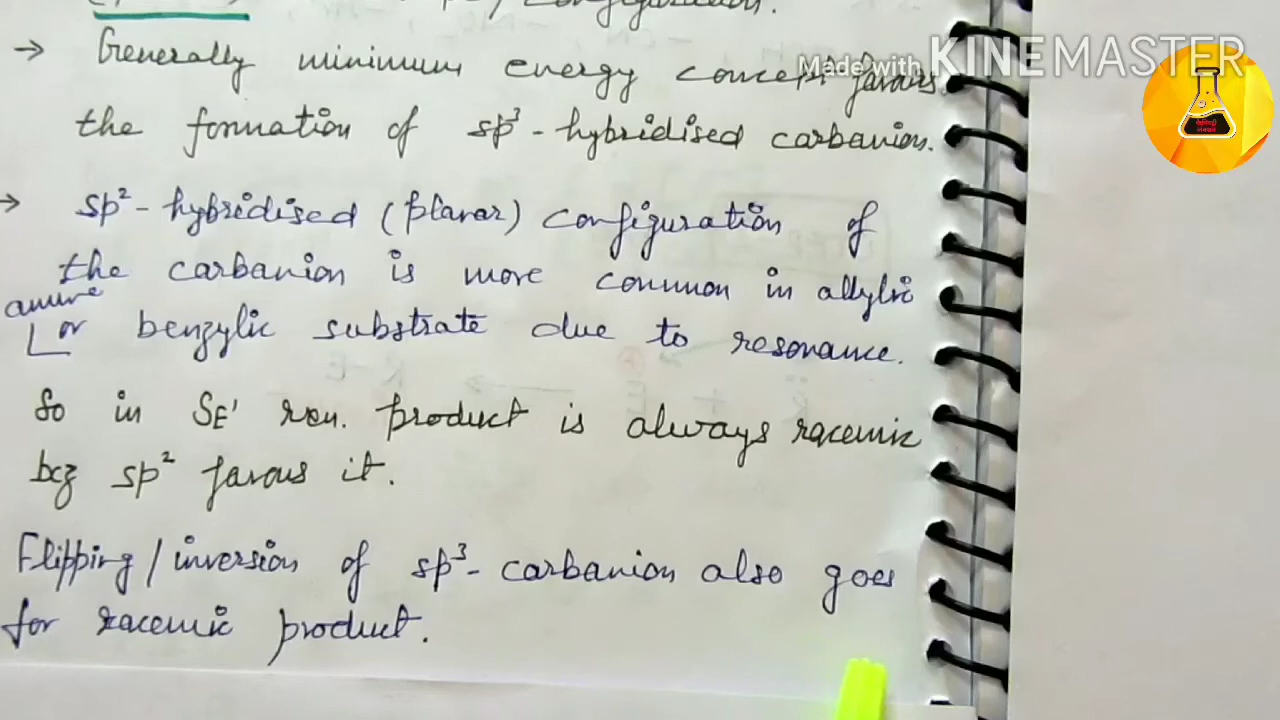 configuration.
→ Generally minimum energy concept favours
the formation of sp³-hybridised carbanion.
→ sp²-hybridised (planar) configuration of
the carbanion is more common in allylic
amine
or benzylic substrate due to resonance.
So in SE' rxn. product is always racemic
bcz sp² favous it.
Flipping/inversion of sp³-carbanion also goes
for racemic product.
Made with KINEMASTER